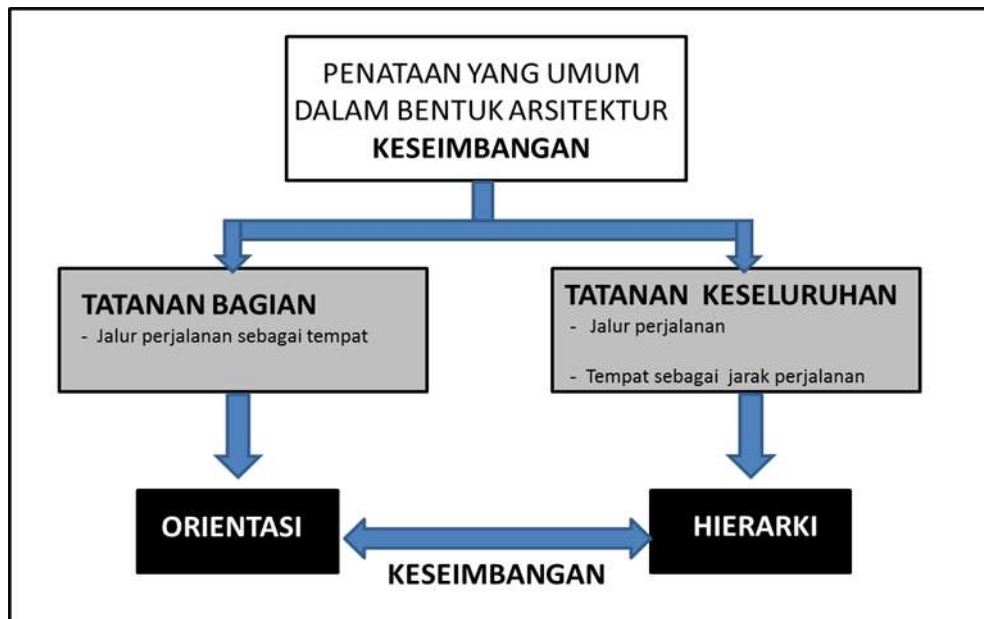 PENATAAN YANG UMUM
DALAM BENTUK ARSITEKTUR
KESEIMBANGAN
TATANAN BAGIAN
- Jalur perjalanan sebagai tempat
TATANAN KESELURUHAN
- Jalur perjalanan
- Tempat sebagai jarak perjalanan
ORIENTASI
HIERARKI
KESEIMBANGAN